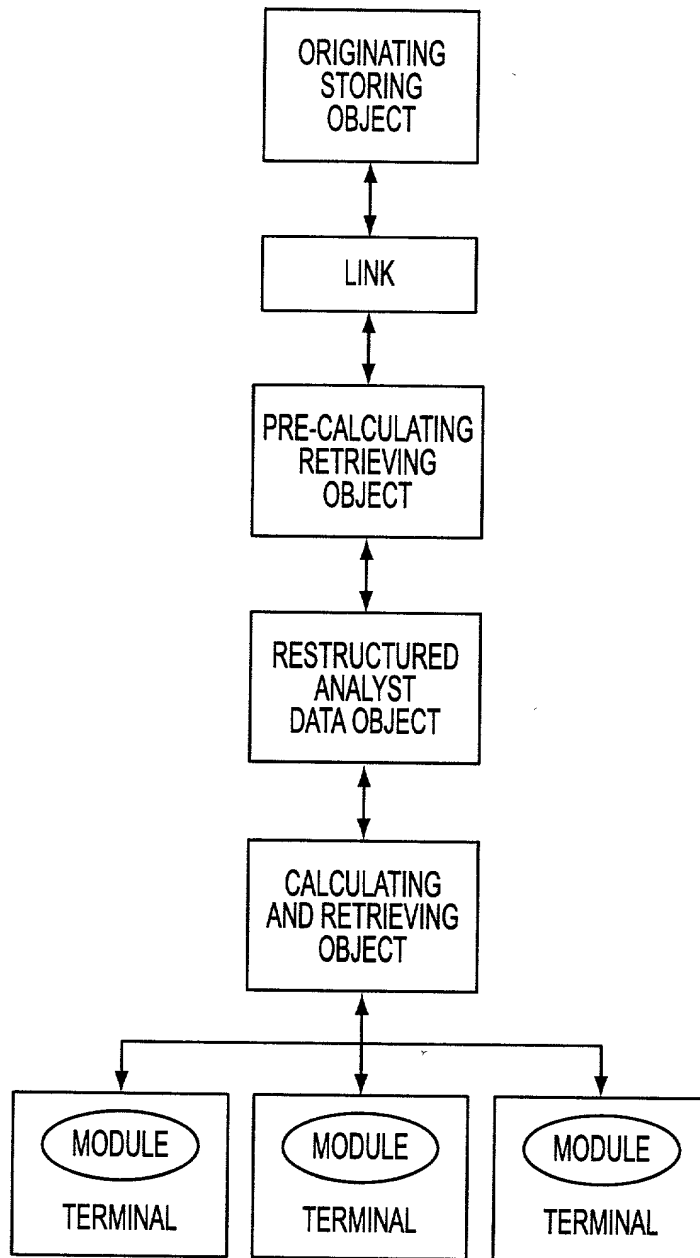 ORIGINATING
STORING
OBJECT
LINK
PRE-CALCULATING
RETRIEVING
OBJECT
RESTRUCTURED
ANALYST
DATA OBJECT
CALCULATING
AND RETRIEVING
OBJECT
MODULE
TERMINAL
MODULE
TERMINAL
MODULE
TERMINAL